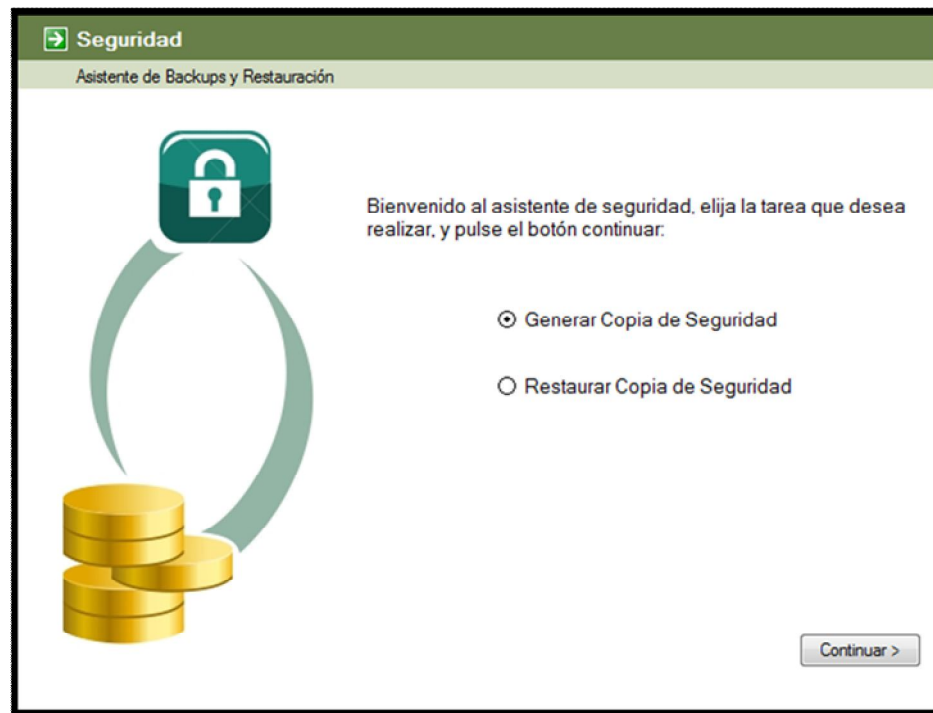 Seguridad
Asistente de Backups y Restauración
Bienvenido al asistente de seguridad, elija la tarea que desea
realizar, y pulse el botón continuar:
Generar Copia de Seguridad
Restaurar Copia de Seguridad
Continuar >